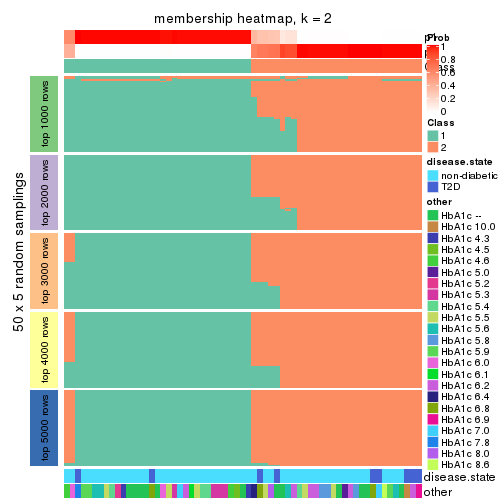 membership heatmap, k = 2
50 x 5 random samplings
top 1000 rows
top 2000 rows
top 3000 rows
top 4000 rows
top 5000 rows
disease.state
other
Prob
1
0.8
0.6
0.4
0.2
0
Class
1
2
disease.state
non-diabetic
T2D
other
HbA1c --
HbA1c 10.0
HbA1c 4.3
HbA1c 4.5
HbA1c 4.6
HbA1c 5.0
HbA1c 5.2
HbA1c 5.3
HbA1c 5.4
HbA1c 5.5
HbA1c 5.6
HbA1c 5.8
HbA1c 5.9
HbA1c 6.0
HbA1c 6.1
HbA1c 6.2
HbA1c 6.4
HbA1c 6.8
HbA1c 6.9
HbA1c 7.0
HbA1c 7.8
HbA1c 8.0
HbA1c 8.6